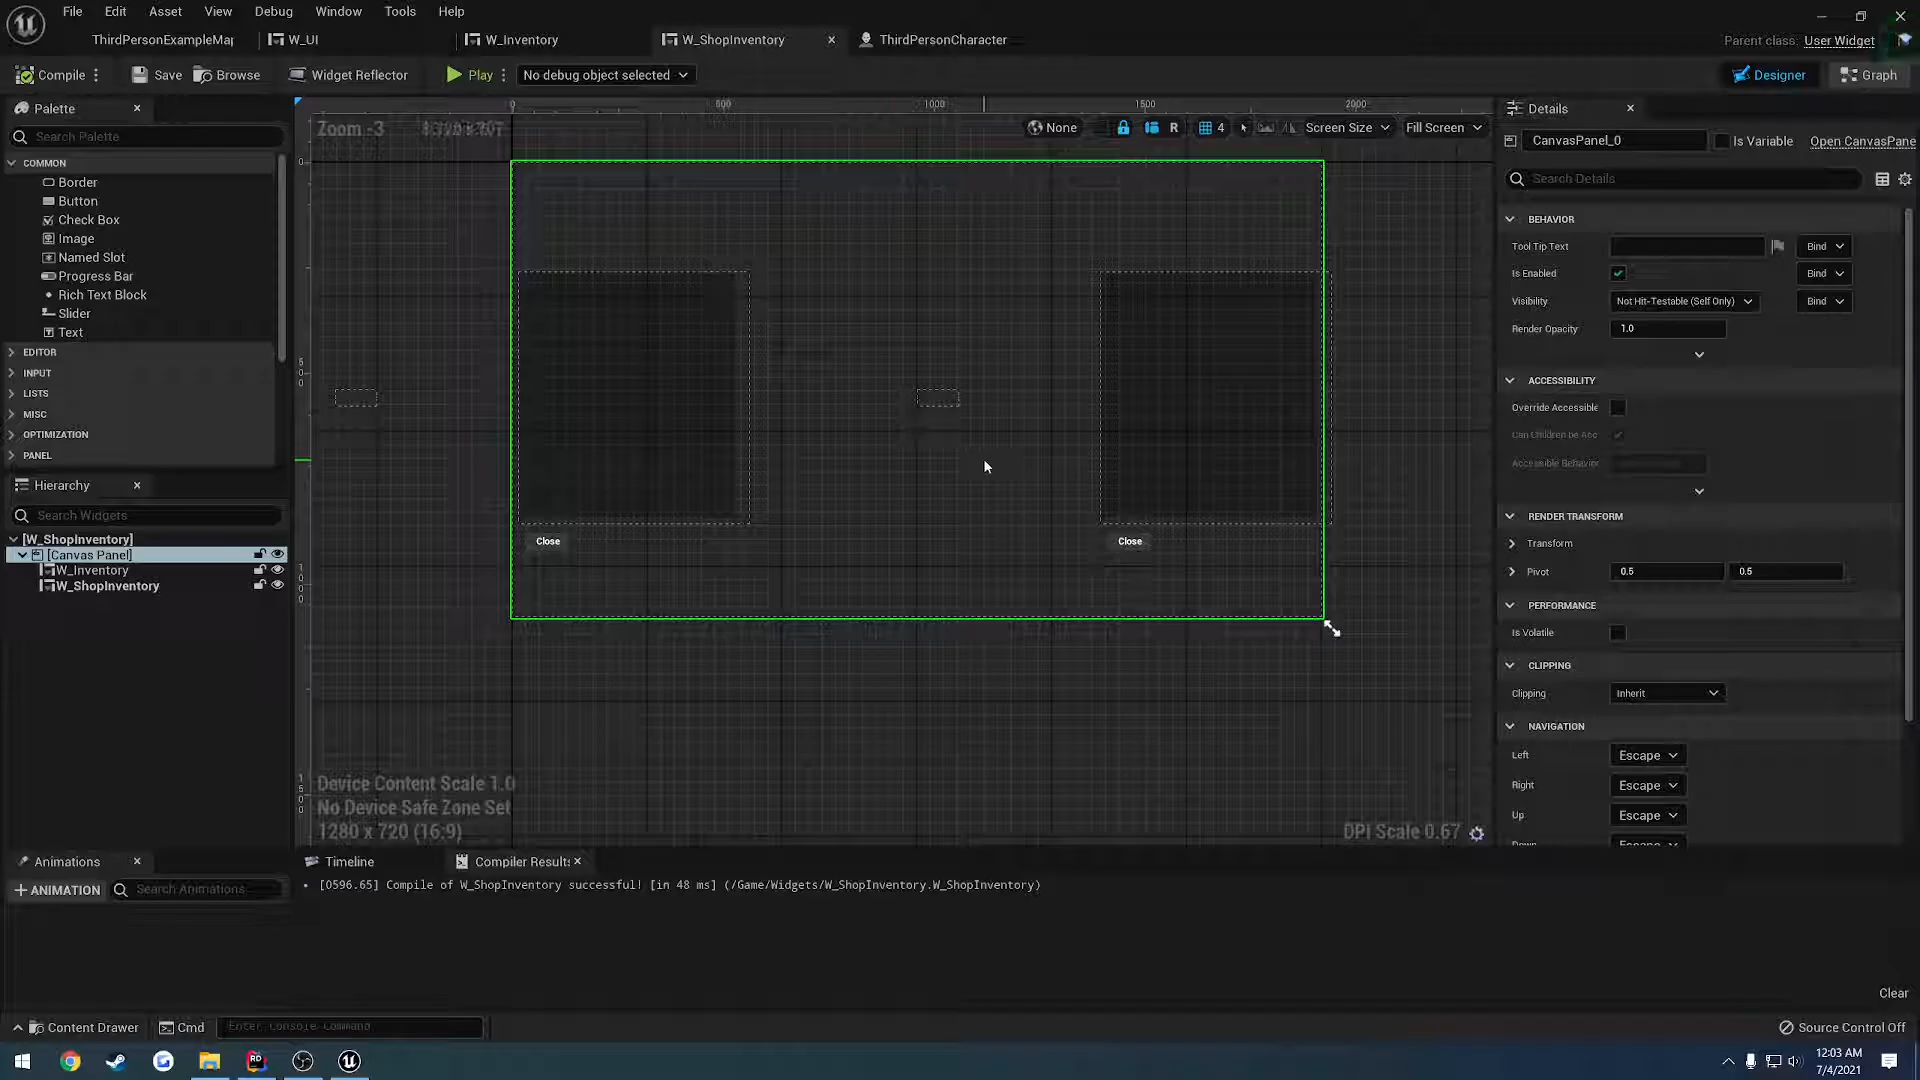 File Edit Asset View Debug Window Tools Help
ThirdPersonExampleMap W_UI W_Inventory W_ShopInventory ThirdPersonCharacter Parent class: User Widget
Compile Save Browse Widget Reflector Play No debug object selected Designer Graph
Palette
Search Palette
COMMON
Border
Button
Check Box
Image
Named Slot
Progress Bar
Rich Text Block
Slider
Text
EDITOR
INPUT
LISTS
MISC
OPTIMIZATION
PANEL
Hierarchy
Search Widgets
[W_ShopInventory]
[Canvas Panel]
W_Inventory
W_ShopInventory
Animations
+ ANIMATION Search Animations
0 500 1000 1500 2000
Zoom -3
None R 4 Screen Size Fill Screen
Close Close
Device Content Scale 1.0
No Device Safe Zone Set
1280 x 720 (16:9)
DPI Scale 0.67
Timeline Compiler Results
[0596.65] Compile of W_ShopInventory successful! [in 48 ms] (/Game/Widgets/W_ShopInventory.W_ShopInventory)
Clear
Details
CanvasPanel_0 Is Variable Open CanvasPane
Search Details
BEHAVIOR
Tool Tip Text Bind
Is Enabled Bind
Visibility Not Hit-Testable (Self Only) Bind
Render Opacity 1.0
ACCESSIBILITY
Override Accessible
Can Children be Acc
Accessible Behavior
RENDER TRANSFORM
Transform
Pivot 0.5 0.5
PERFORMANCE
Is Volatile
CLIPPING
Clipping Inherit
NAVIGATION
Left Escape
Right Escape
Up Escape
Down Escape
Content Drawer Cmd Enter Console Command Source Control Off
12:03 AM
7/4/2021